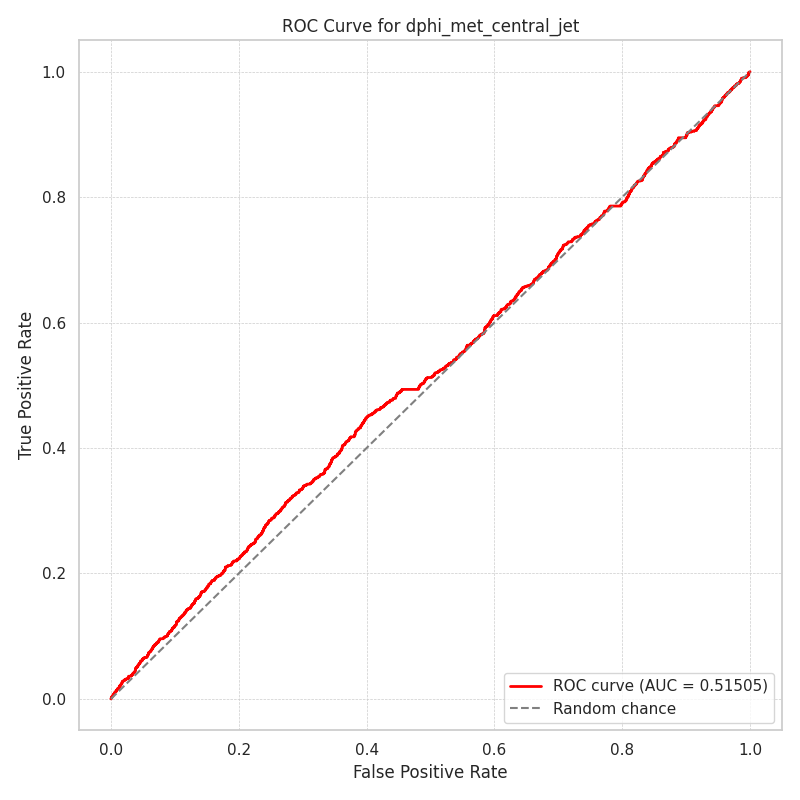 ROC Curve for dphi_met_central_jet
True Positive Rate
1.0
0.8
0.6
0.4
0.2
0.0
0.0 0.2 0.4 0.6 0.8 1.0
False Positive Rate
ROC curve (AUC = 0.51505)
Random chance